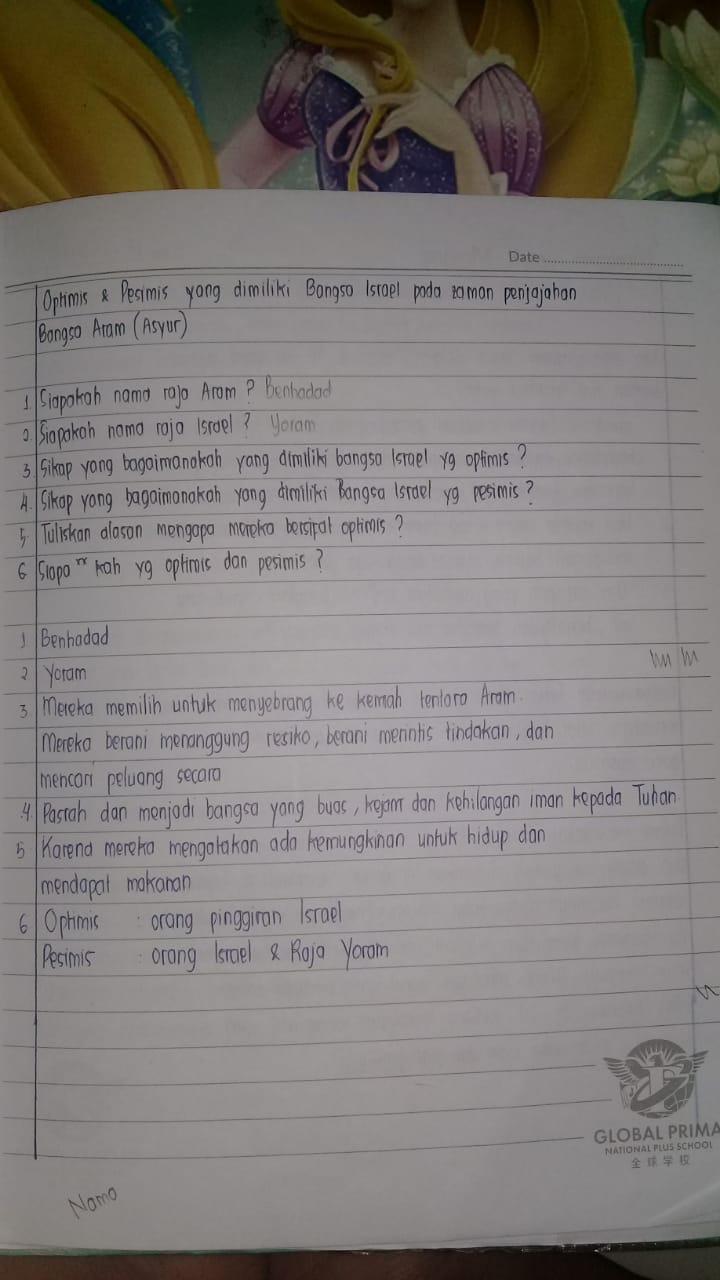 Date
Optimis & Pesimis yang dimiliki Bangsa Israel pada zaman penjajahan
Bangsa Aram (Asyur)
1. Siapakah nama raja Aram ? Benhadad
2. Siapakah nama raja Israel ? Yoram
3. Sikap yang bagaimanakah yang dimiliki bangsa Israel yg optimis ?
4. Sikap yang bagaimanakah yang dimiliki Bangsa Israel yg pesimis ?
5. Tuliskan alasan mengapa mereka bersipat optimis ?
6 Siapa kah yg optimis dan pesimis ?
1 Benhadad
2 Yoram
3 Mereka memilih untuk menyebrang ke kemah tentara Aram.
Mereka berani menanggung resiko, berani merintis tindakan, dan
mencari peluang secara
4. Pasrah dan menjadi bangsa yang buas, kejam dan kehilangan iman kepada Tuhan.
5 Karena mereka mengatakan ada kemungkinan untuk hidup dan
mendapat makanan
6 Optimis : orang pinggiran Israel
Pesimis : orang Israel & Raja Yoram
GLOBAL PRIMA
NATIONAL PLUS SCHOOL
全球学校
Nama